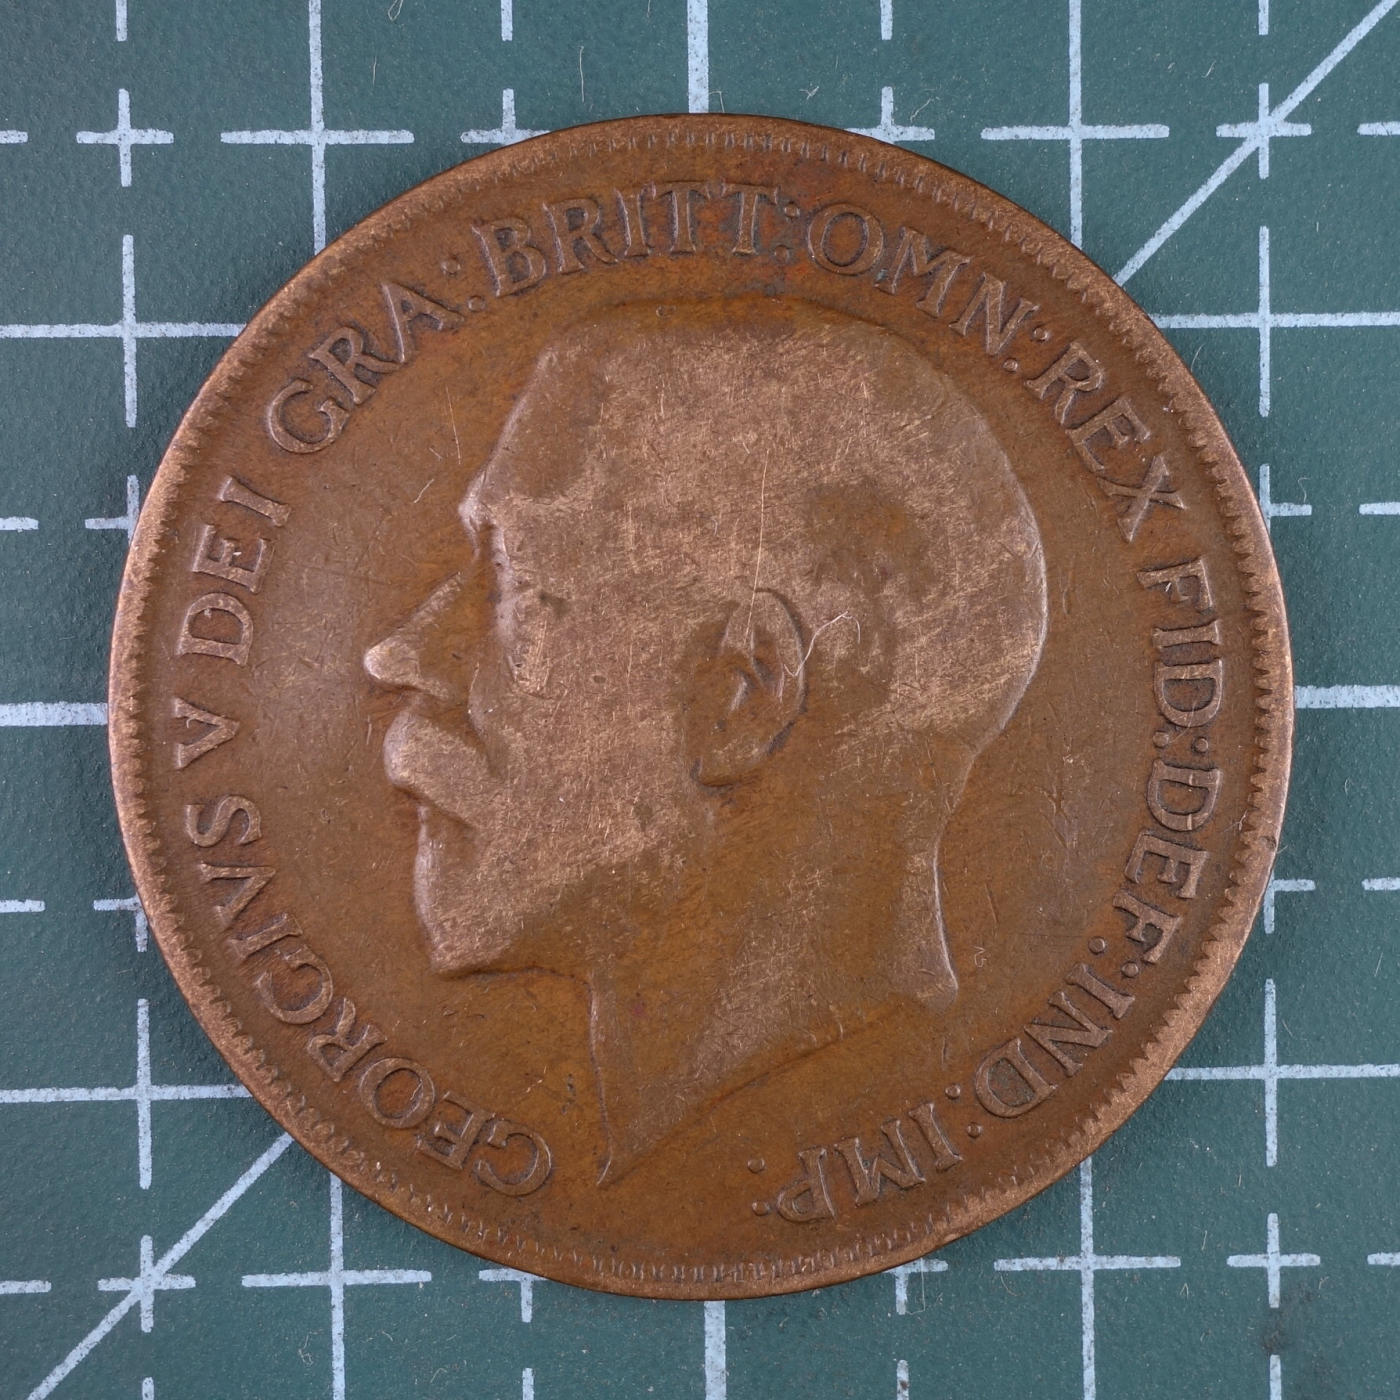 GEORGIVS V DEI GRA: BRITT: OMN: REX FID: DEF: IND: IMP: